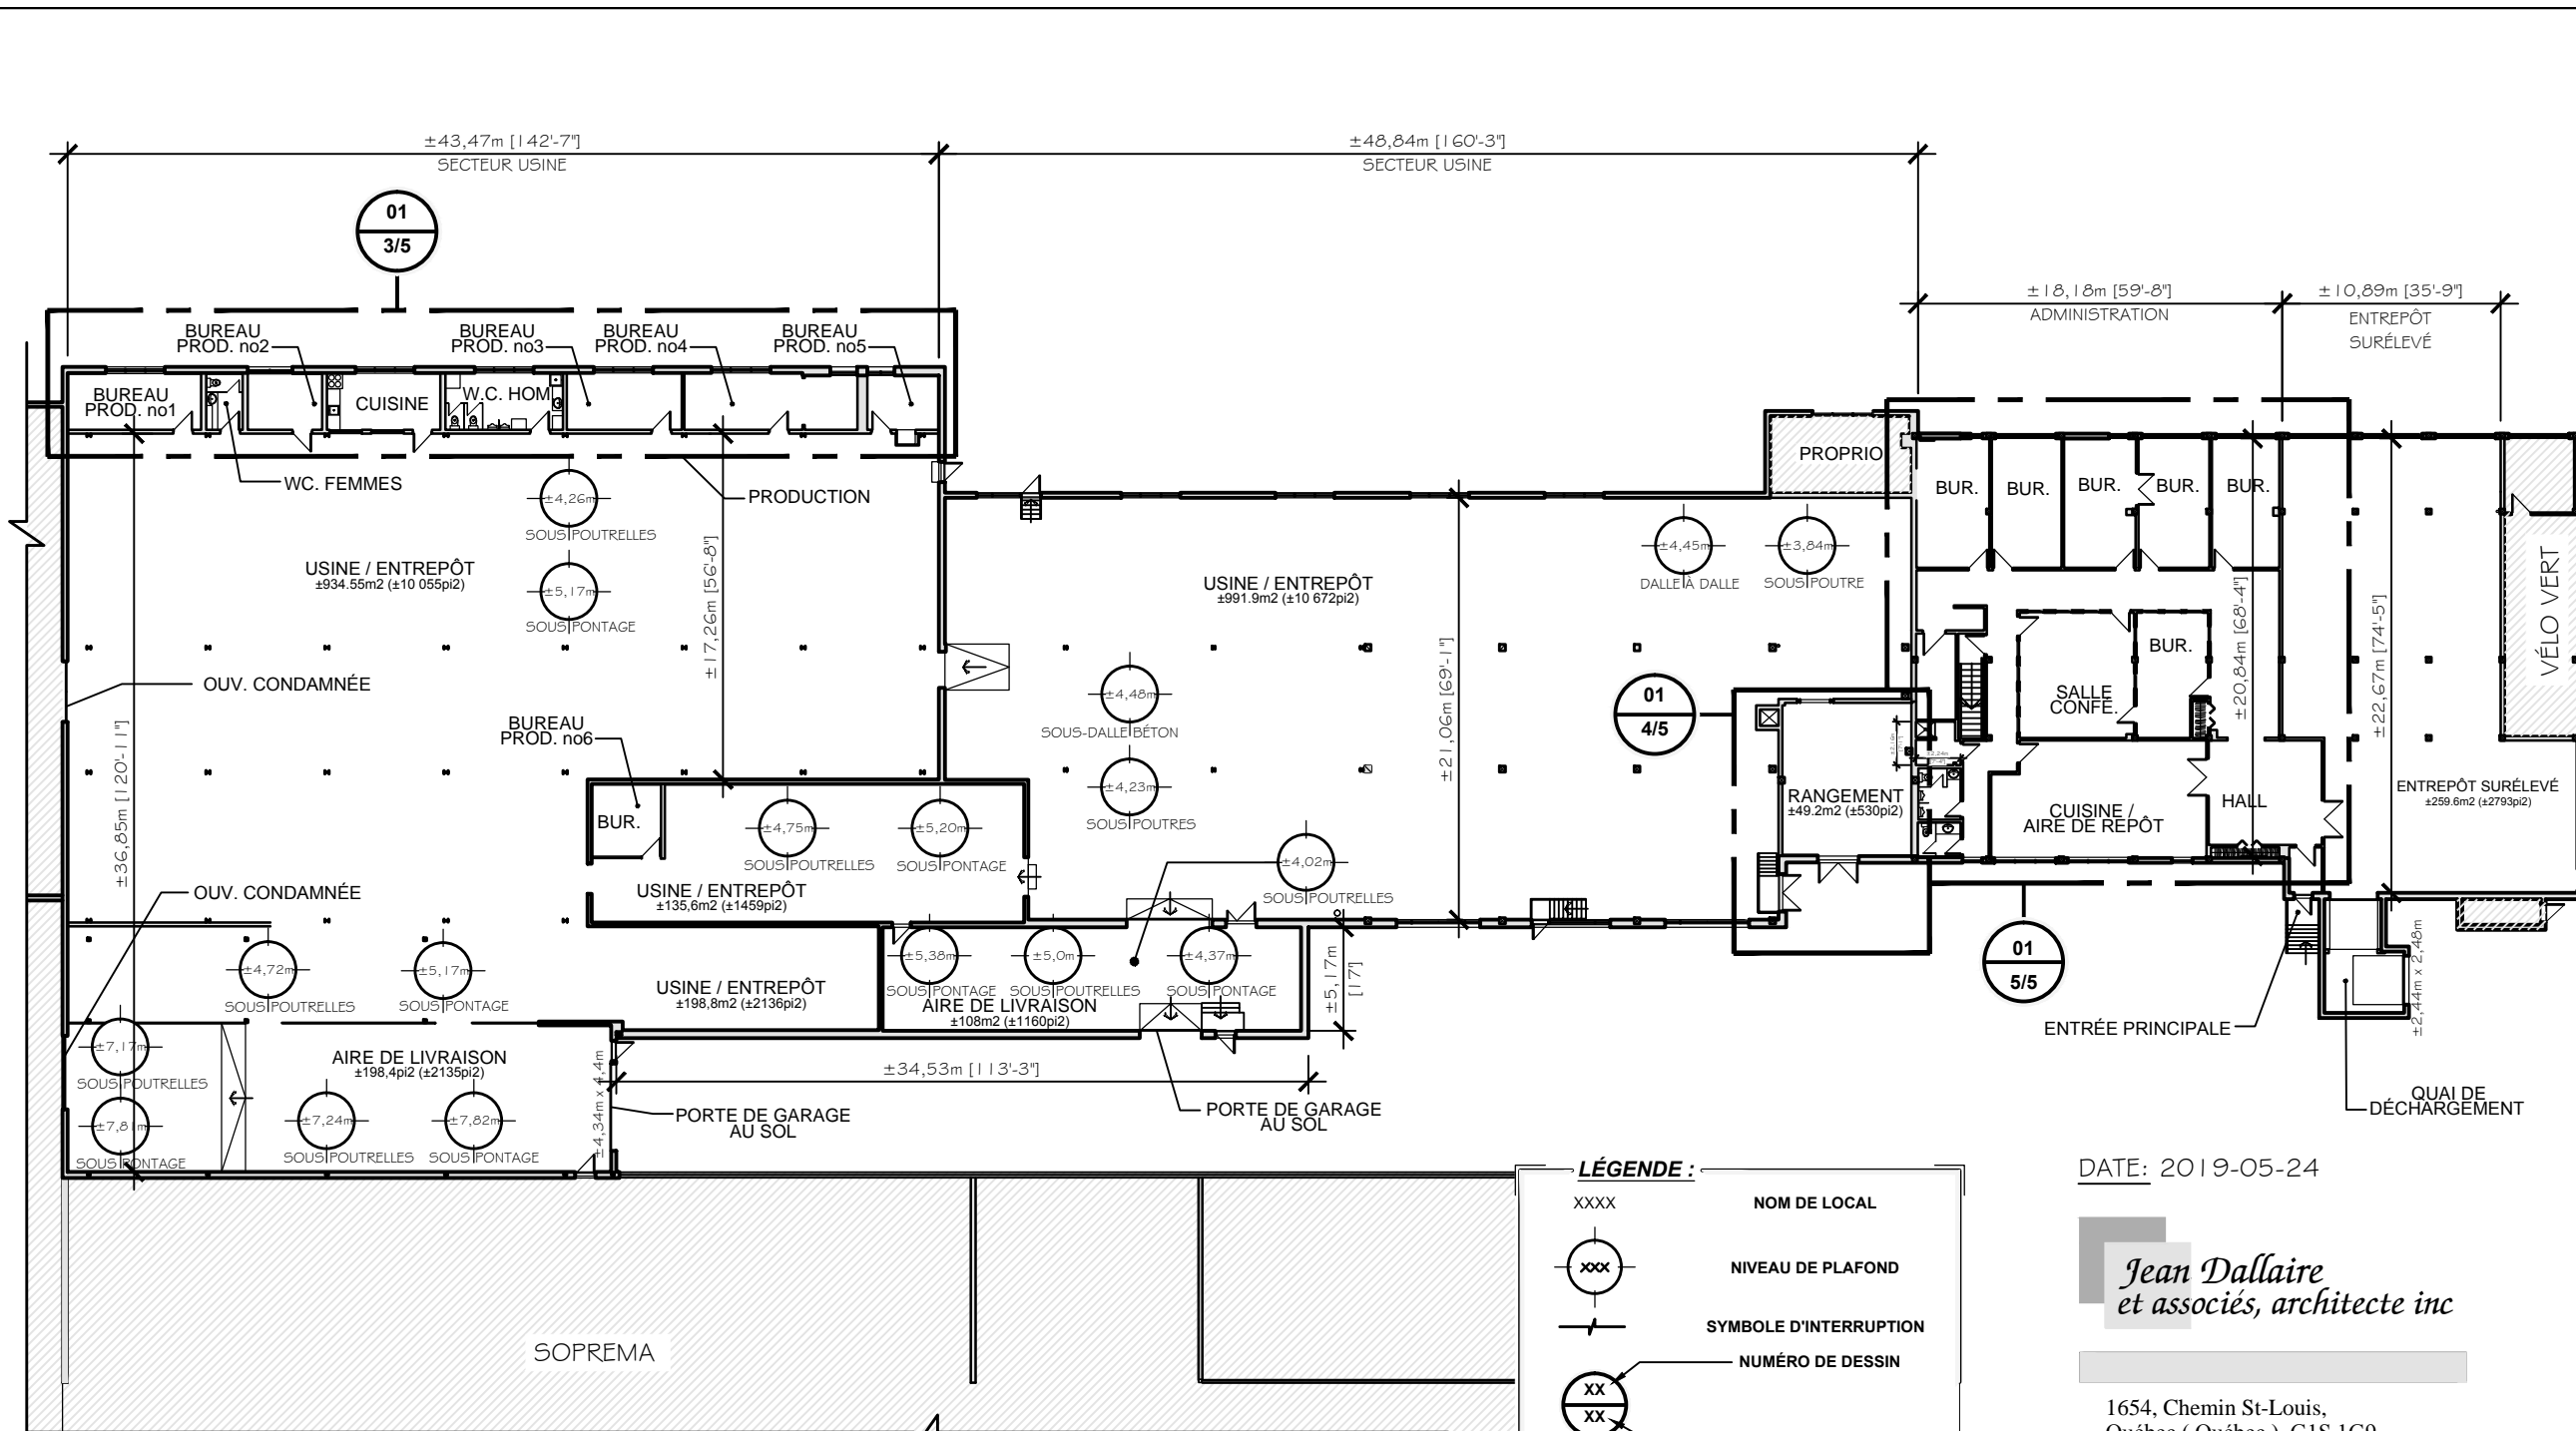 ±43,47m [142'-7"]
SECTEUR USINE
±48,84m [160'-3"]
SECTEUR USINE
01
3/5
±18,18m [59'-8"]
ADMINISTRATION
±10,89m [35'-9"]
ENTREPÔT
SURÉLEVÉ
BUREAU
PROD. no2
BUREAU
PROD. no3
BUREAU
PROD. no4
BUREAU
PROD. no5
BUREAU
PROD. no1
CUISINE
W.C. HOM
WC. FEMMES
PRODUCTION
PROPRIO
BUR.
BUR.
BUR.
BUR.
BUR.
±4,26m
SOUS POUTRELLES
±5,17m
SOUS PONTAGE
USINE / ENTREPÔT
±934.55m2 (±10 055pi2)
±17,26m [56'-8"]
USINE / ENTREPÔT
±991.9m2 (±10 672pi2)
±4,45m
DALLE À DALLE
±3,84m
SOUS POUTRE
VÉLO VERT
OUV. CONDAMNÉE
±36,85m [120'-11"]
BUREAU
PROD. no6
±4,48m
SOUS-DALLE BÉTON
±4,23m
SOUS POUTRES
±21,06m [69'-1"]
01
4/5
BUR.
SALLE
CONFE.
±20,84m [68'-4"]
±22,67m [74'-5"]
RANGEMENT
±49.2m2 (±530pi2)
CUISINE /
AIRE DE REPÔT
HALL
ENTREPÔT SURÉLEVÉ
±259.6m2 (±2793pi2)
BUR.
±4,75m
SOUS POUTRELLES
±5,20m
SOUS PONTAGE
±4,02m
SOUS POUTRELLES
USINE / ENTREPÔT
±135,6m2 (±1459pi2)
OUV. CONDAMNÉE
±4,72m
SOUS POUTRELLES
±5,17m
SOUS PONTAGE
USINE / ENTREPÔT
±198,8m2 (±2136pi2)
±5,38m
SOUS PONTAGE
±5,0m
SOUS POUTRELLES
±4,37m
SOUS PONTAGE
AIRE DE LIVRAISON
±108m2 (±1160pi2)
±5,17m
[17']
01
5/5
±2,44m x 2,48m
ENTRÉE PRINCIPALE
±7,17m
SOUS POUTRELLES
±7,81m
SOUS PONTAGE
AIRE DE LIVRAISON
±198,4pi2 (±2135pi2)
±7,24m
SOUS POUTRELLES
±7,82m
SOUS PONTAGE
±4,34m x 4,4m
±34,53m [113'-3"]
PORTE DE GARAGE
AU SOL
PORTE DE GARAGE
AU SOL
QUAI DE
DÉCHARGEMENT
SOPREMA
LÉGENDE :
XXXX
NOM DE LOCAL
XXX
NIVEAU DE PLAFOND
SYMBOLE D'INTERRUPTION
NUMÉRO DE DESSIN
XX
XX
DATE: 2019-05-24
Jean Dallaire
et associés, architecte inc
1654, Chemin St-Louis,
Québec ( Québec ), G1S 1G9